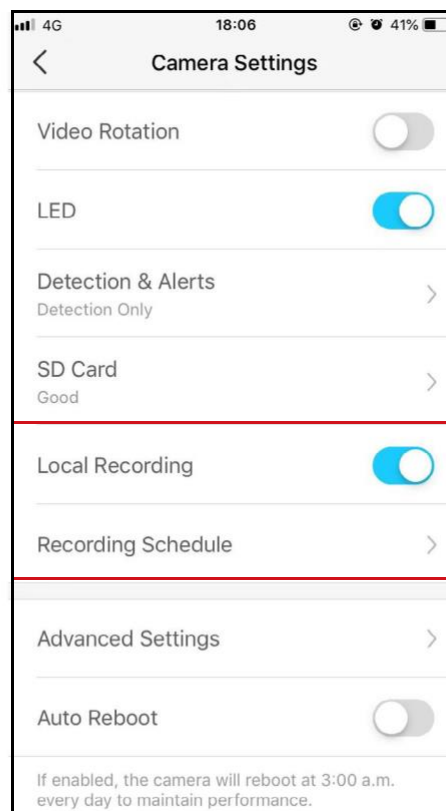 4G 18:06 41%
Camera Settings
Video Rotation
LED
Detection & Alerts
Detection Only
SD Card
Good
Local Recording
Recording Schedule
Advanced Settings
Auto Reboot
If enabled, the camera will reboot at 3:00 a.m.
every day to maintain performance.